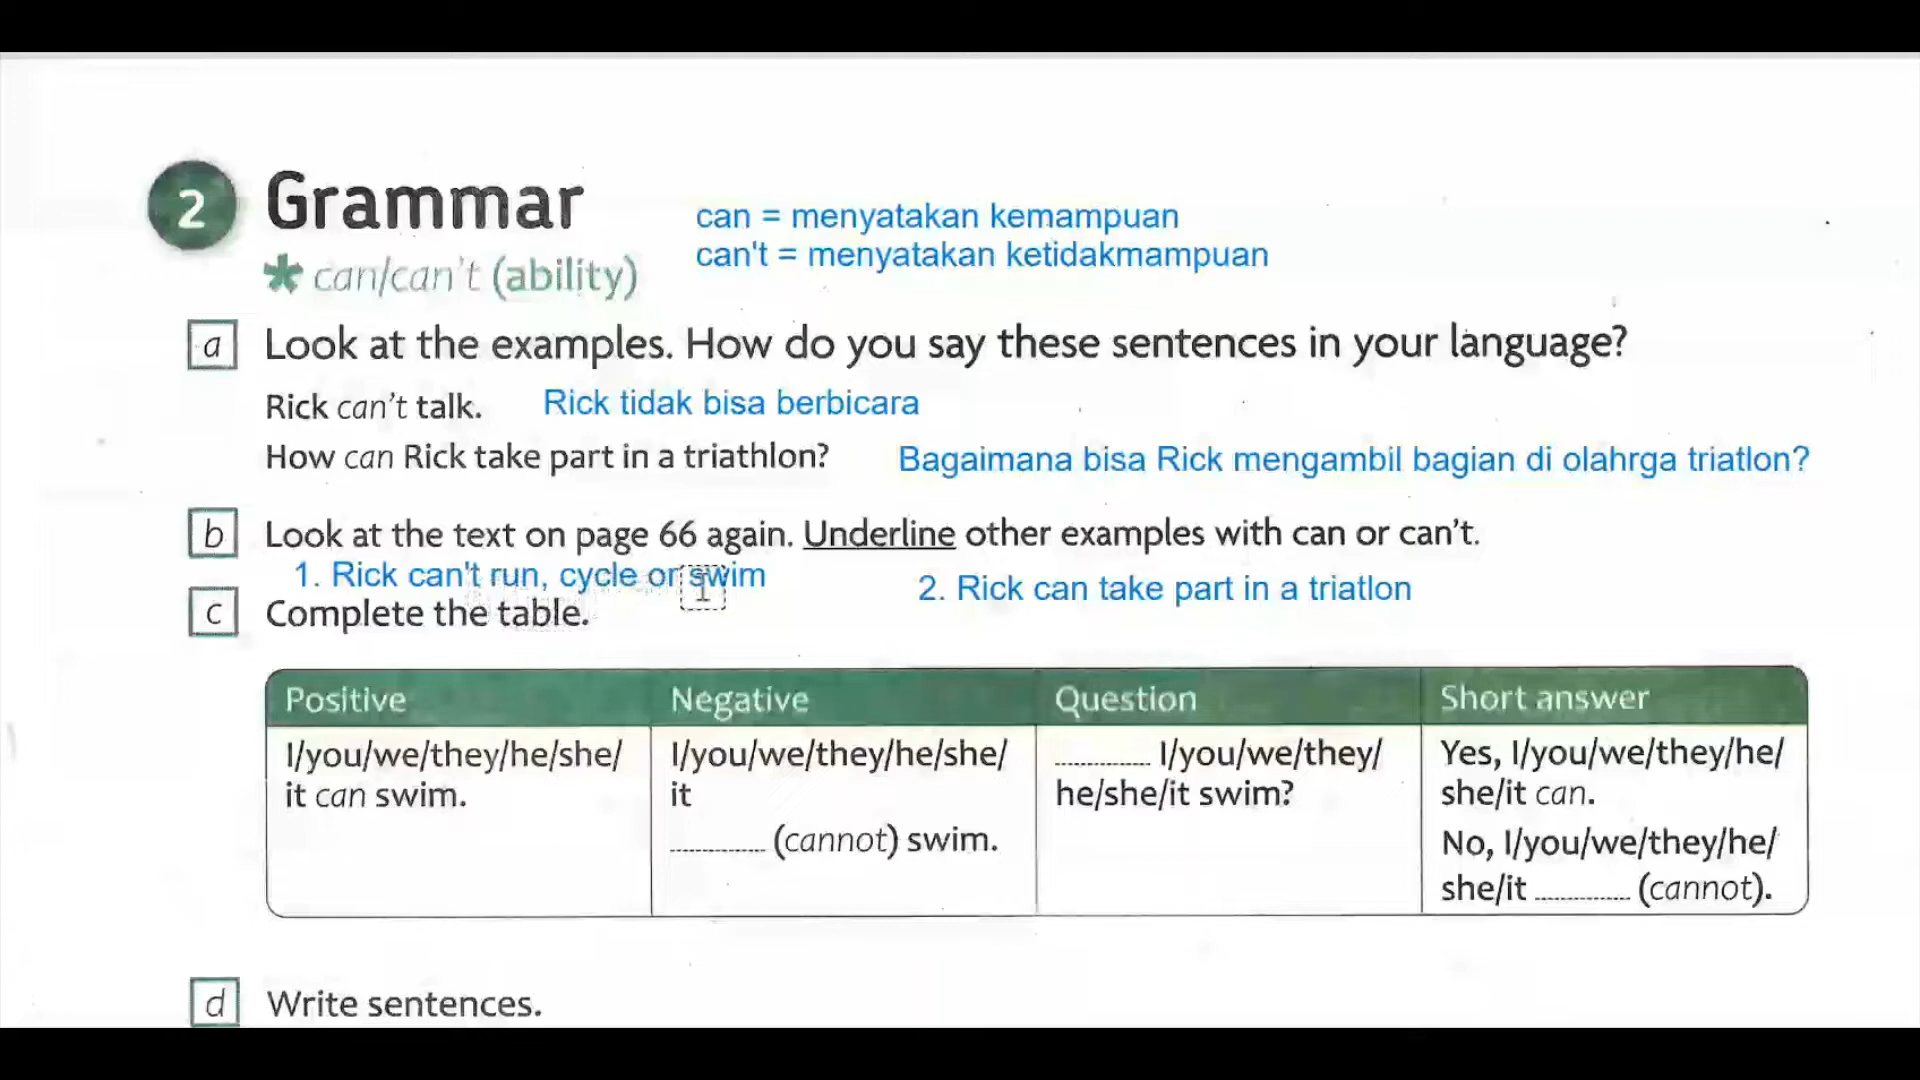 2 Grammar
can = menyatakan kemampuan
can't = menyatakan ketidakmampuan
* can/can't (ability)
a Look at the examples. How do you say these sentences in your language?
Rick can't talk. Rick tidak bisa berbicara
How can Rick take part in a triathlon? Bagaimana bisa Rick mengambil bagian di olahrga triatlon?
b Look at the text on page 66 again. Underline other examples with can or can't.
1. Rick can't run, cycle or swim 2. Rick can take part in a triatlon
c Complete the table.
Positive Negative Question Short answer
I/you/we/they/he/she/
it can swim.
I/you/we/they/he/she/
it
............ (cannot) swim.
............ I/you/we/they/
he/she/it swim?
Yes, I/you/we/they/he/
she/it can.
No, I/you/we/they/he/
she/it ............ (cannot).
d Write sentences.